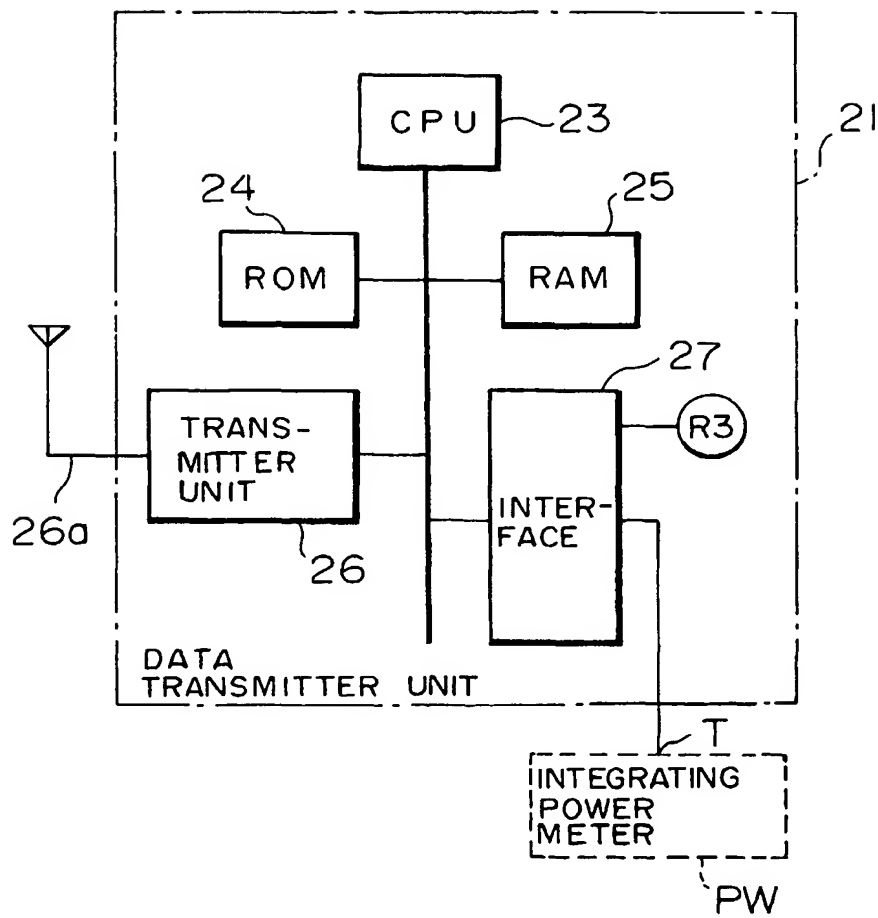 CPU
23
21
24
ROM
25
RAM
27
R3
TRANS-
MITTER
UNIT
26a
26
INTER-
FACE
DATA
TRANSMITTER UNIT
T
INTEGRATING
POWER
METER
PW